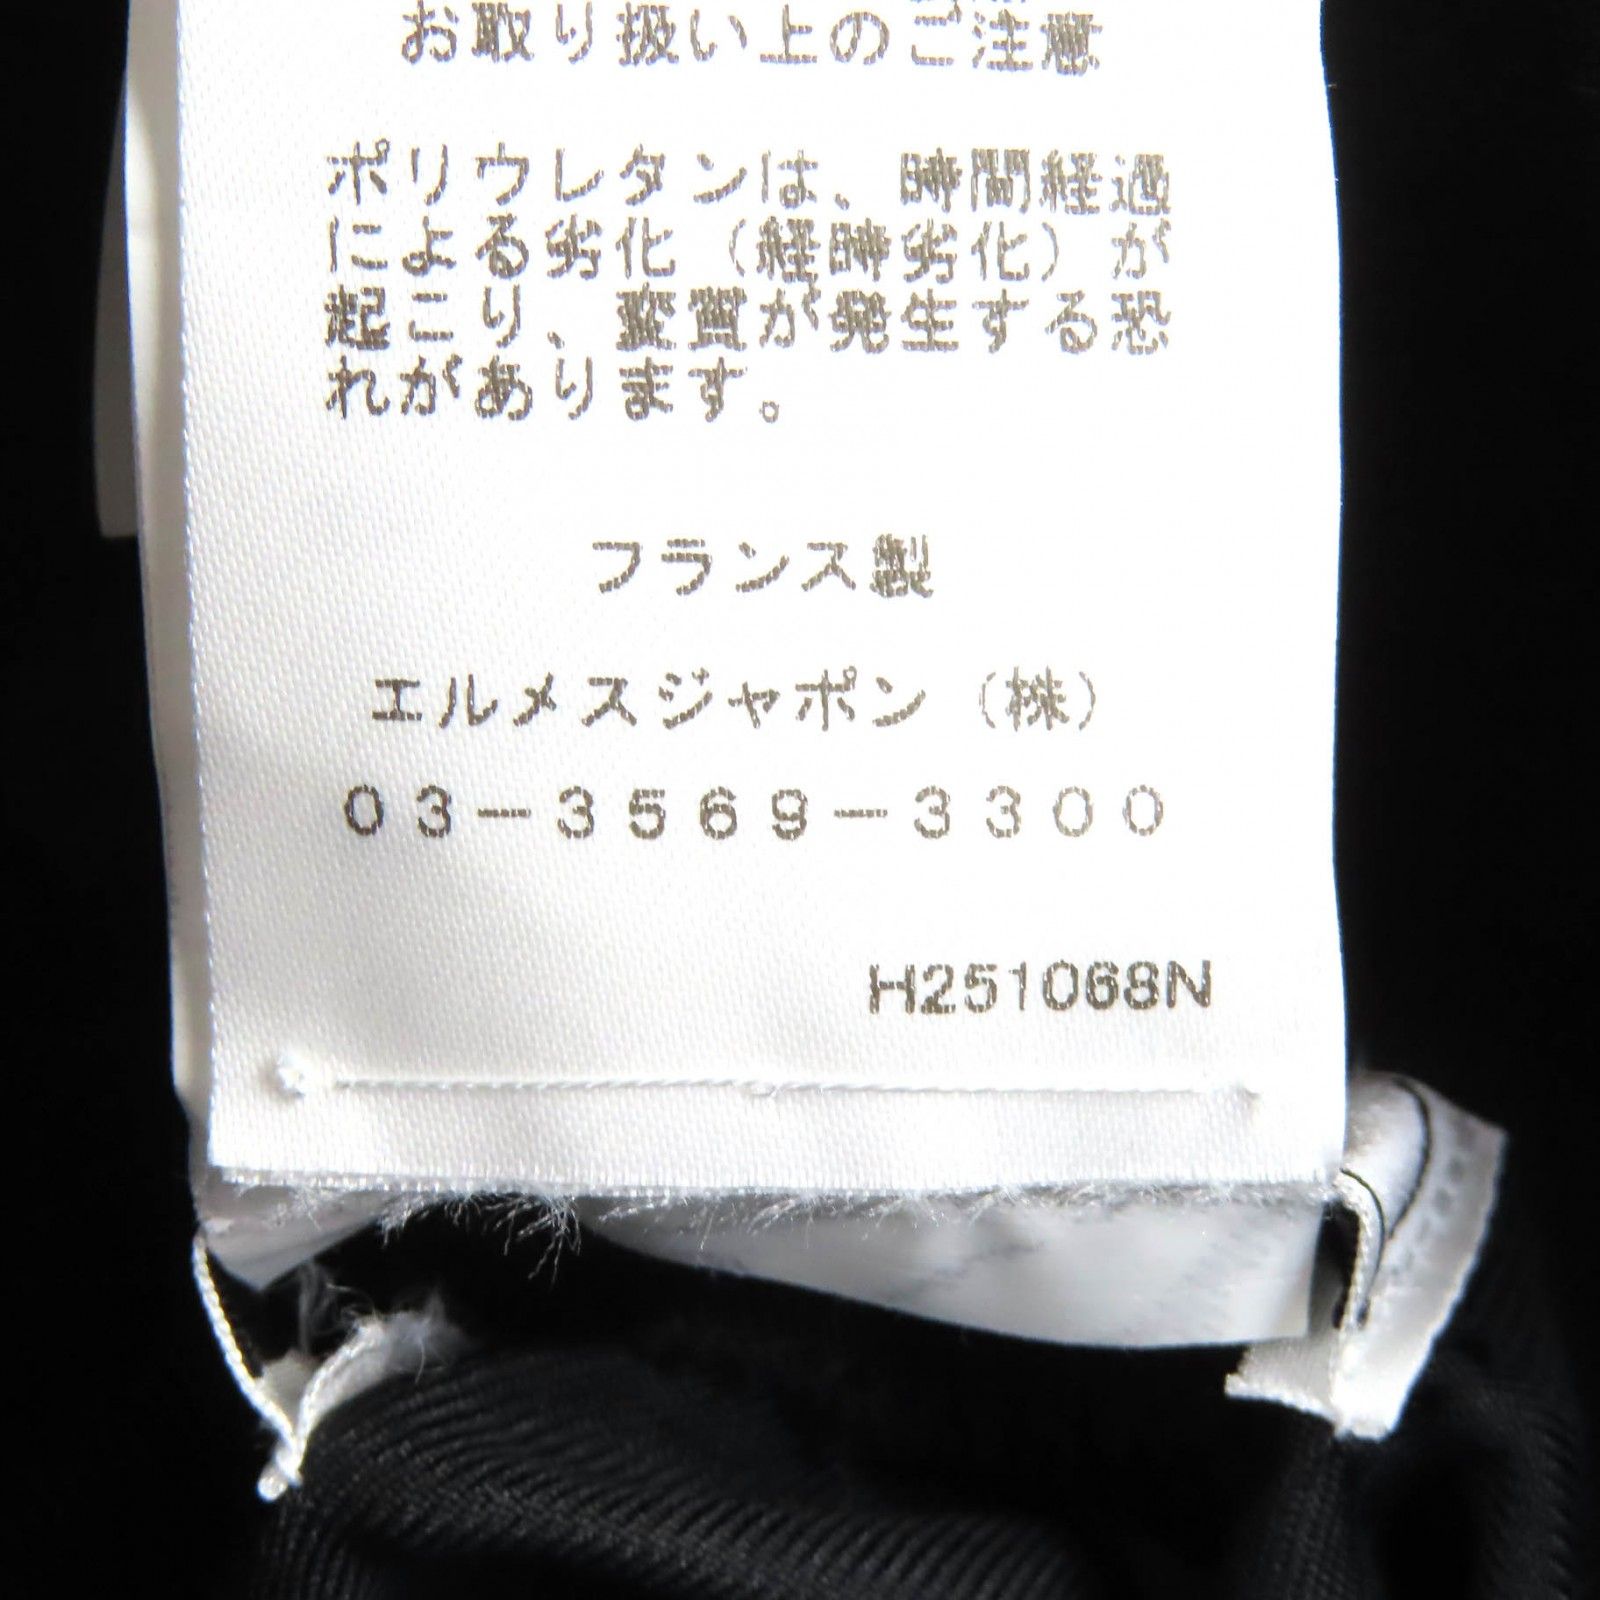 お取り扱い上のご注意
ポリウレタンは、時間経過
による劣化（経時劣化）が
起こり、変質が発生する恐
れがあります。
フランス製
エルメスジャポン（株）
03-3569-3300
H251068N